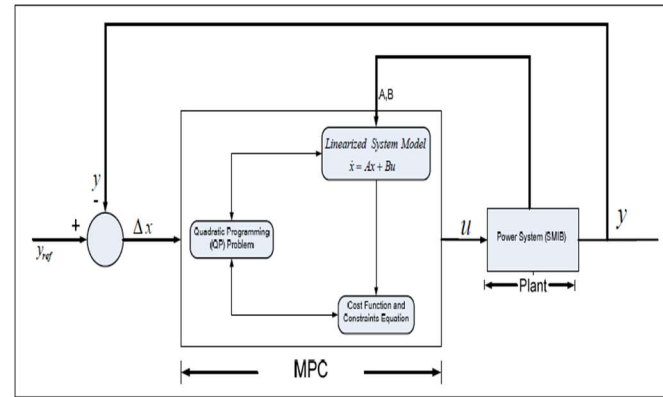 A,B
Linearized System Model
ẋ = Ax + Bu
y
-
+
Δx
y_ref
Quadratic Programming
(QP) Problem
u
Power System (SMIB)
y
Plant
Cost Function and
Constraints Equation
MPC